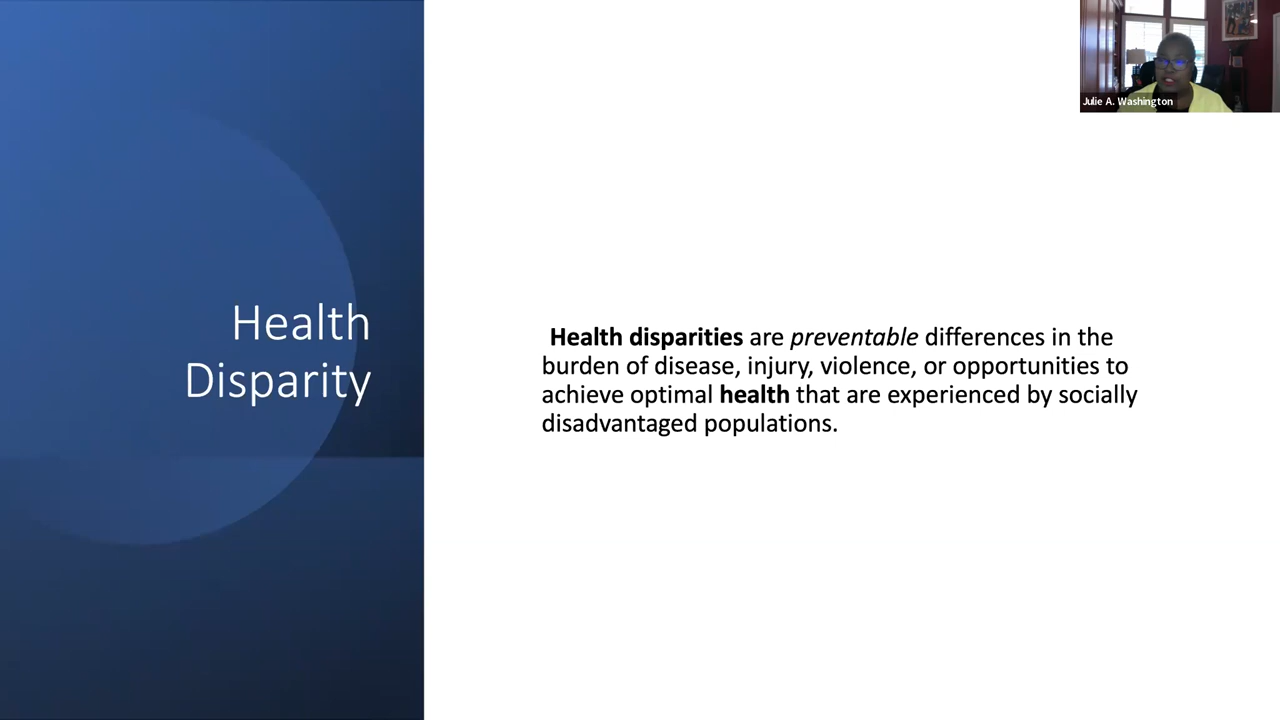 Health
Disparity
Health disparities are preventable differences in the
burden of disease, injury, violence, or opportunities to
achieve optimal health that are experienced by socially
disadvantaged populations.
Julie A. Washington